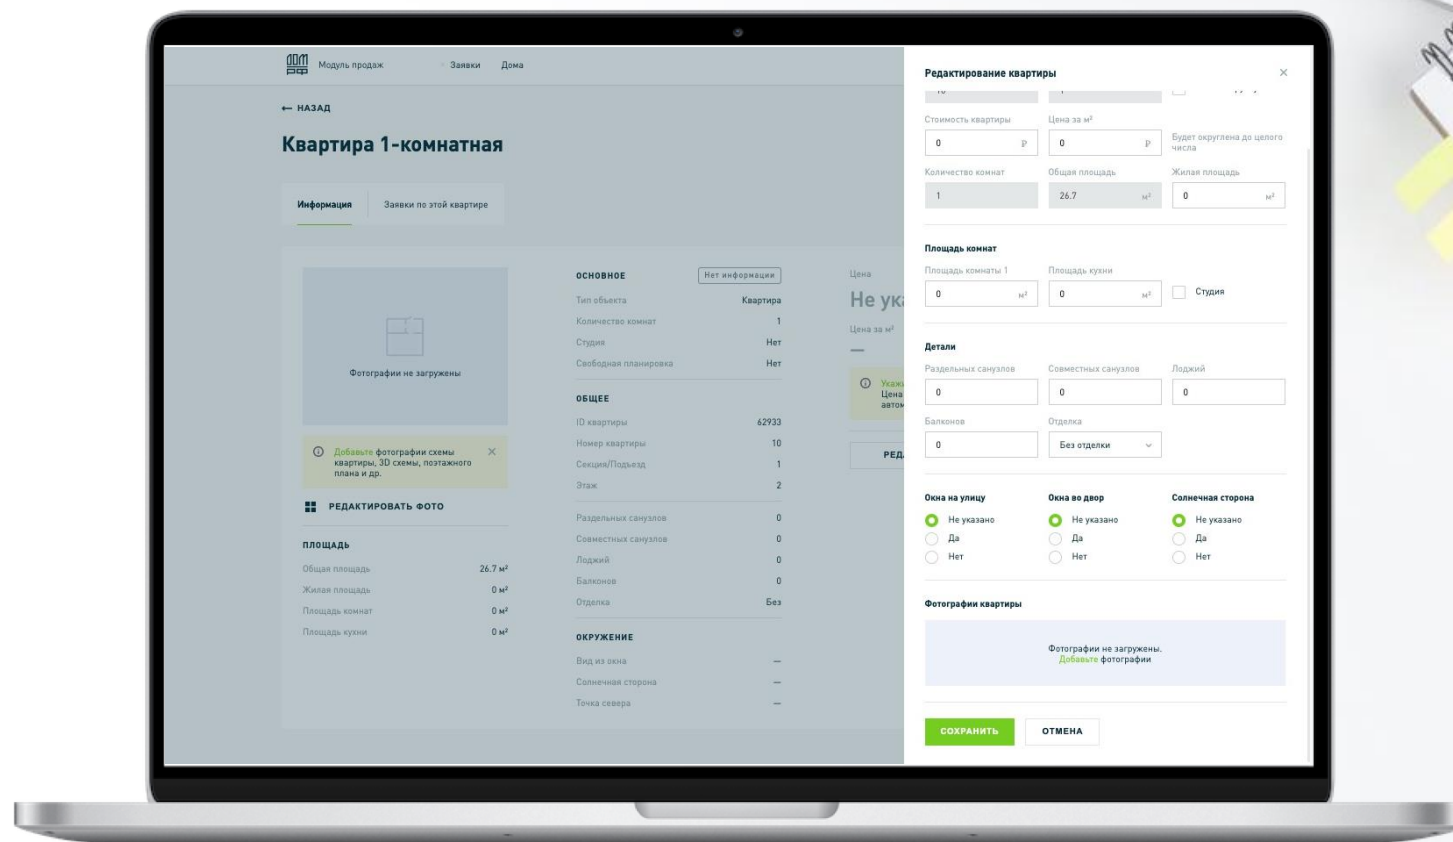 ДОМ
РФ
Модуль продаж
Заявки
Дома
← НАЗАД
Квартира 1-комнатная
Информация
Заявки по этой квартире
Фотографии не загружены
Добавьте фотографии схемы
квартиры, 3D схемы, поэтажного
плана и др.
РЕДАКТИРОВАТЬ ФОТО
ПЛОЩАДЬ
Общая площадь 26.7 м²
Жилая площадь 0 м²
Площадь комнат 0 м²
Площадь кухни 0 м²
ОСНОВНОЕ Нет информации
Тип объекта Квартира
Количество комнат 1
Студия Нет
Свободная планировка Нет
ОБЩЕЕ
ID квартиры 62933
Номер квартиры 10
Секция/Подъезд 1
Этаж 2
Раздельных санузлов 0
Совместных санузлов 0
Лоджий 0
Балконов 0
Отделка Без
ОКРУЖЕНИЕ
Вид из окна —
Солнечная сторона —
Точка севера —
Цена
Не ук
Цена за м²
—
Укаж
Цена
автом
РЕД
Редактирование квартиры
Стоимость квартиры Цена за м²
0 ₽ 0 ₽ Будет округлена до целого
числа
Количество комнат Общая площадь Жилая площадь
1 26.7 м² 0 м²
Площадь комнат
Площадь комнаты 1 Площадь кухни
0 м² 0 м² Студия
Детали
Раздельных санузлов Совместных санузлов Лоджий
0 0 0
Балконов Отделка
0 Без отделки
Окна на улицу Окна во двор Солнечная сторона
Не указано Не указано Не указано
Да Да Да
Нет Нет Нет
Фотографии квартиры
Фотографии не загружены.
Добавьте фотографии
СОХРАНИТЬ ОТМЕНА